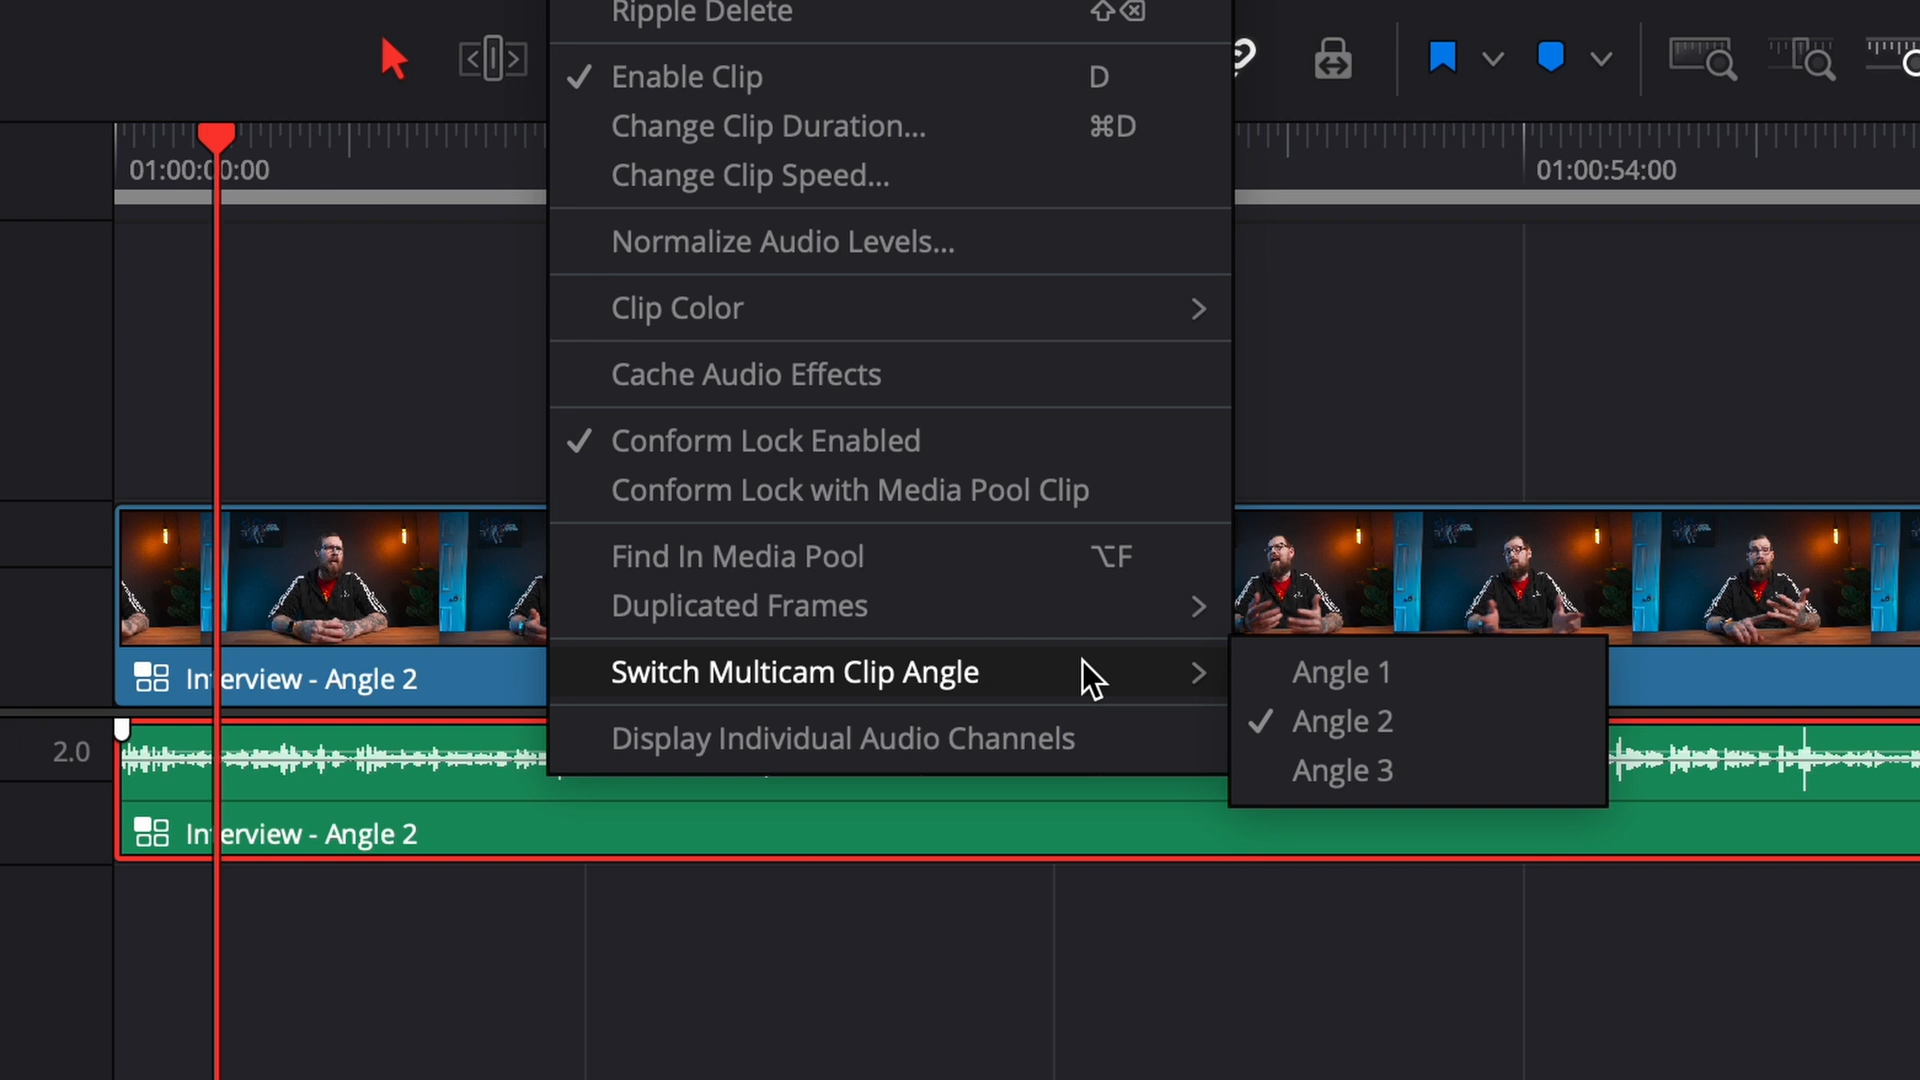 Ripple Delete ⇧⌫
Enable Clip D
Change Clip Duration... ⌘D
Change Clip Speed...
01:00:00:00
01:00:54:00
Normalize Audio Levels...
Clip Color
Cache Audio Effects
Conform Lock Enabled
Conform Lock with Media Pool Clip
Find In Media Pool ⌥F
Duplicated Frames
Switch Multicam Clip Angle
Angle 1
Angle 2
Angle 3
Display Individual Audio Channels
Interview - Angle 2
2.0
Interview - Angle 2